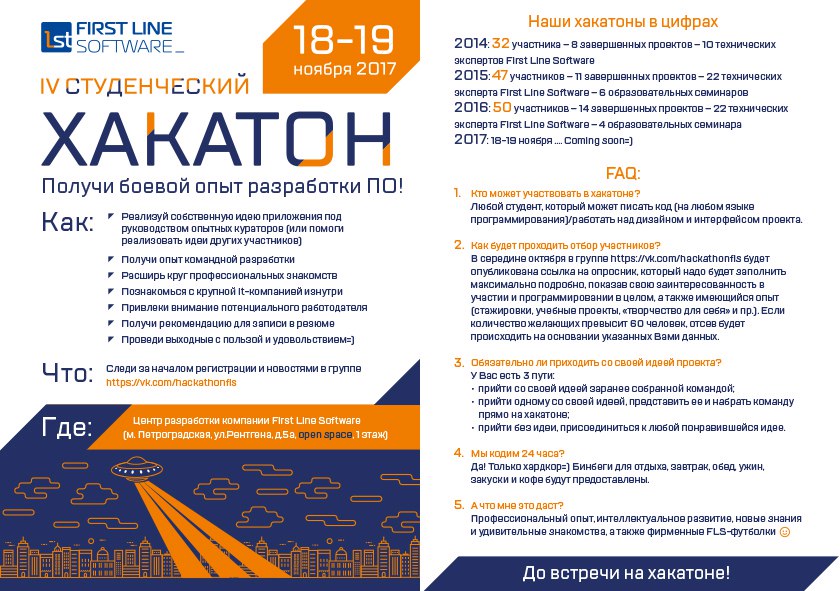 1st FIRST LINE
SOFTWARE_
18-19
ноября 2017
IV СТУДЕНЧЕСКИЙ
ХАКАТОН
Получи боевой опыт разработки ПО!
Как:
Реализуй собственную идею приложения под
руководством опытных кураторов (или помоги
реализовать идеи других участников)
Получи опыт командной разработки
Расширь круг профессиональных знакомств
Познакомься с крупной It-компанией изнутри
Привлеки внимание потенциального работодателя
Получи рекомендацию для записи в резюме
Проведи выходные с пользой и удовольствием=)
Что:
Следи за началом регистрации и новостями в группе
https://vk.com/hackathonfls
Где:
Центр разработки компании First Line Software
(м. Петроградская, ул.Рентгена, д.5а, open space 1 этаж)
Наши хакатоны в цифрах
2014: 32 участника – 8 завершенных проектов – 10 технических
экспертов First Line Software
2015: 47 участников – 11 завершенных проектов – 22 технических
эксперта First Line Software – 6 образовательных семинаров
2016: 50 участников – 14 завершенных проектов – 22 технических
эксперта First Line Software – 4 образовательных семинара
2017: 18-19 ноября .... Coming soon=)
FAQ:
1. Кто может участвовать в хакатоне?
Любой студент, который может писать код (на любом языке
программирования)/работать над дизайном и интерфейсом проекта.
2. Как будет проходить отбор участников?
В середине октября в группе https://vk.com/hackathonfls будет
опубликована ссылка на опросник, который надо будет заполнить
максимально подробно, показав свою заинтересованность в
участии и программировании в целом, а также имеющийся опыт
(стажировки, учебные проекты, «творчество для себя» и пр.). Если
количество желающих превысит 60 человек, отсев будет
происходить на основании указанных Вами данных.
3. Обязательно ли приходить со своей идеей проекта?
У Вас есть 3 пути:
• прийти со своей идеей заранее собранной командой;
• прийти одному со своей идеей, представить ее и набрать команду
прямо на хакатоне;
• прийти без идеи, присоединиться к любой понравившейся идее.
4. Мы кодим 24 часа?
Да! Только хардкор=) Бинбеги для отдыха, завтрак, обед, ужин,
закуски и кофе будут предоставлены.
5. А что мне это даст?
Профессиональный опыт, интеллектуальное развитие, новые знания
и удивительные знакомства, а также фирменные FLS-футболки
До встречи на хакатоне!